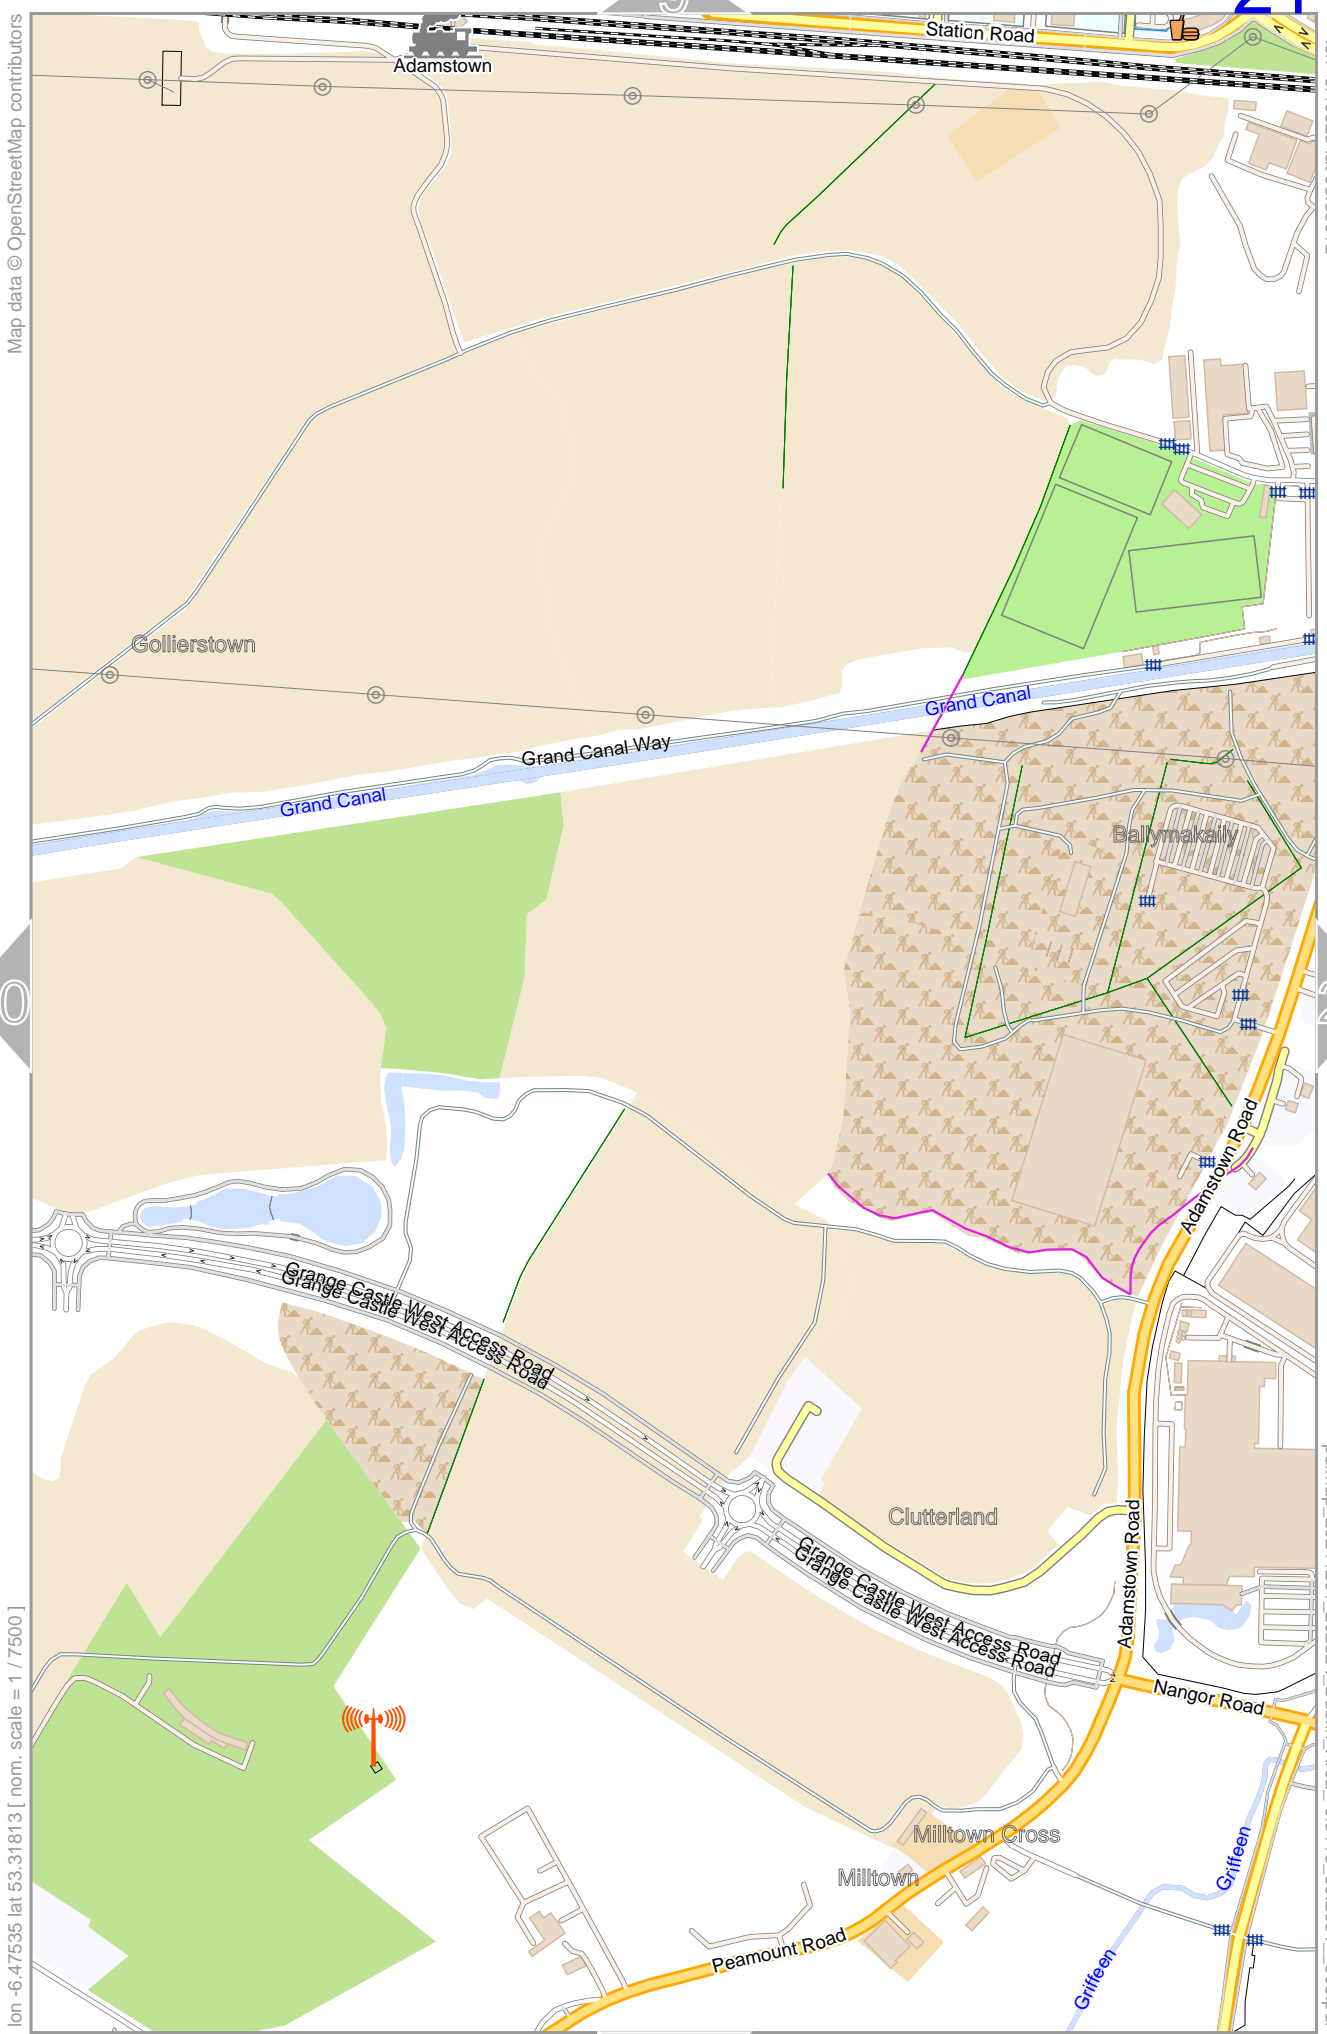 Map data © OpenStreetMap contributors
Station Road
Adamstown
Gollierstown
Grand Canal
Grand Canal Way
Grand Canal
Ballymakaily
Adamstown Road
Grange Castle West Access Road
Grange Castle West Access Road
Clutterland
Grange Castle West Access Road
Grange Castle West Access Road
Adamstown Road
Nangor Road
Milltown Cross
Milltown
Griffeen
Peamount Road
Griffeen
lon -6.47535 lat 53.31813 [ nom. scale = 1 / 7500 ]